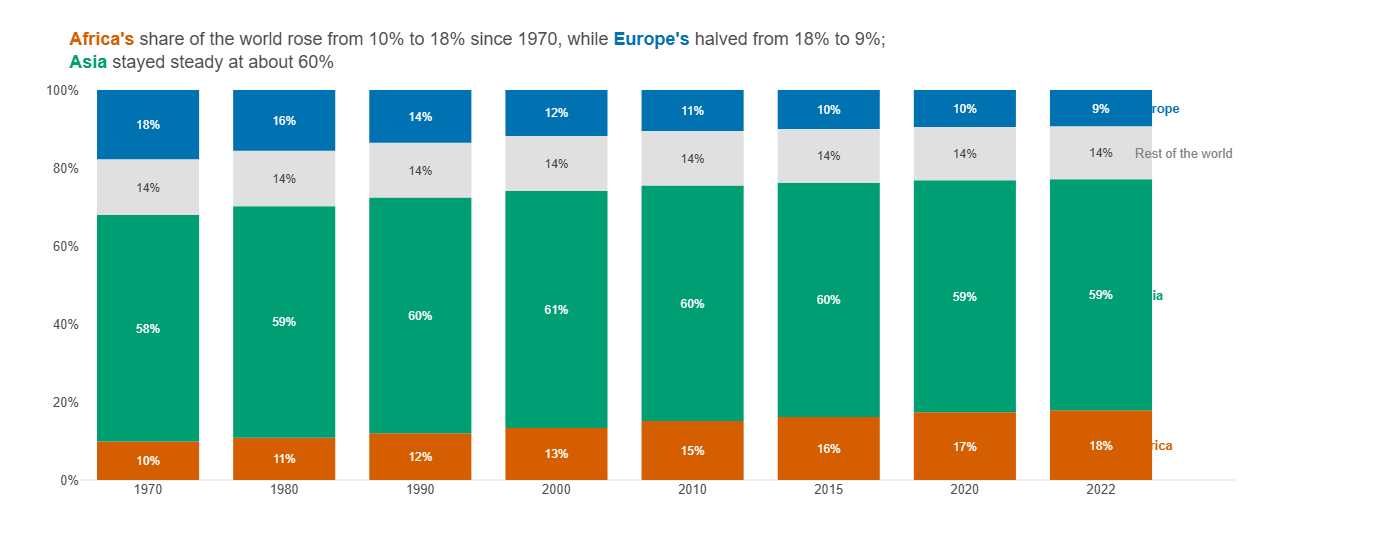 Africa's share of the world rose from 10% to 18% since 1970, while Europe's halved from 18% to 9%;
Asia stayed steady at about 60%
100%
80%
60%
40%
20%
0%
18% 16% 14% 12% 11% 10% 10% 9% rope
14% 14% 14% 14% 14% 14% 14% 14% Rest of the world
58% 59% 60% 61% 60% 60% 59% 59% ia
10% 11% 12% 13% 15% 16% 17% 18% rica
1970 1980 1990 2000 2010 2015 2020 2022